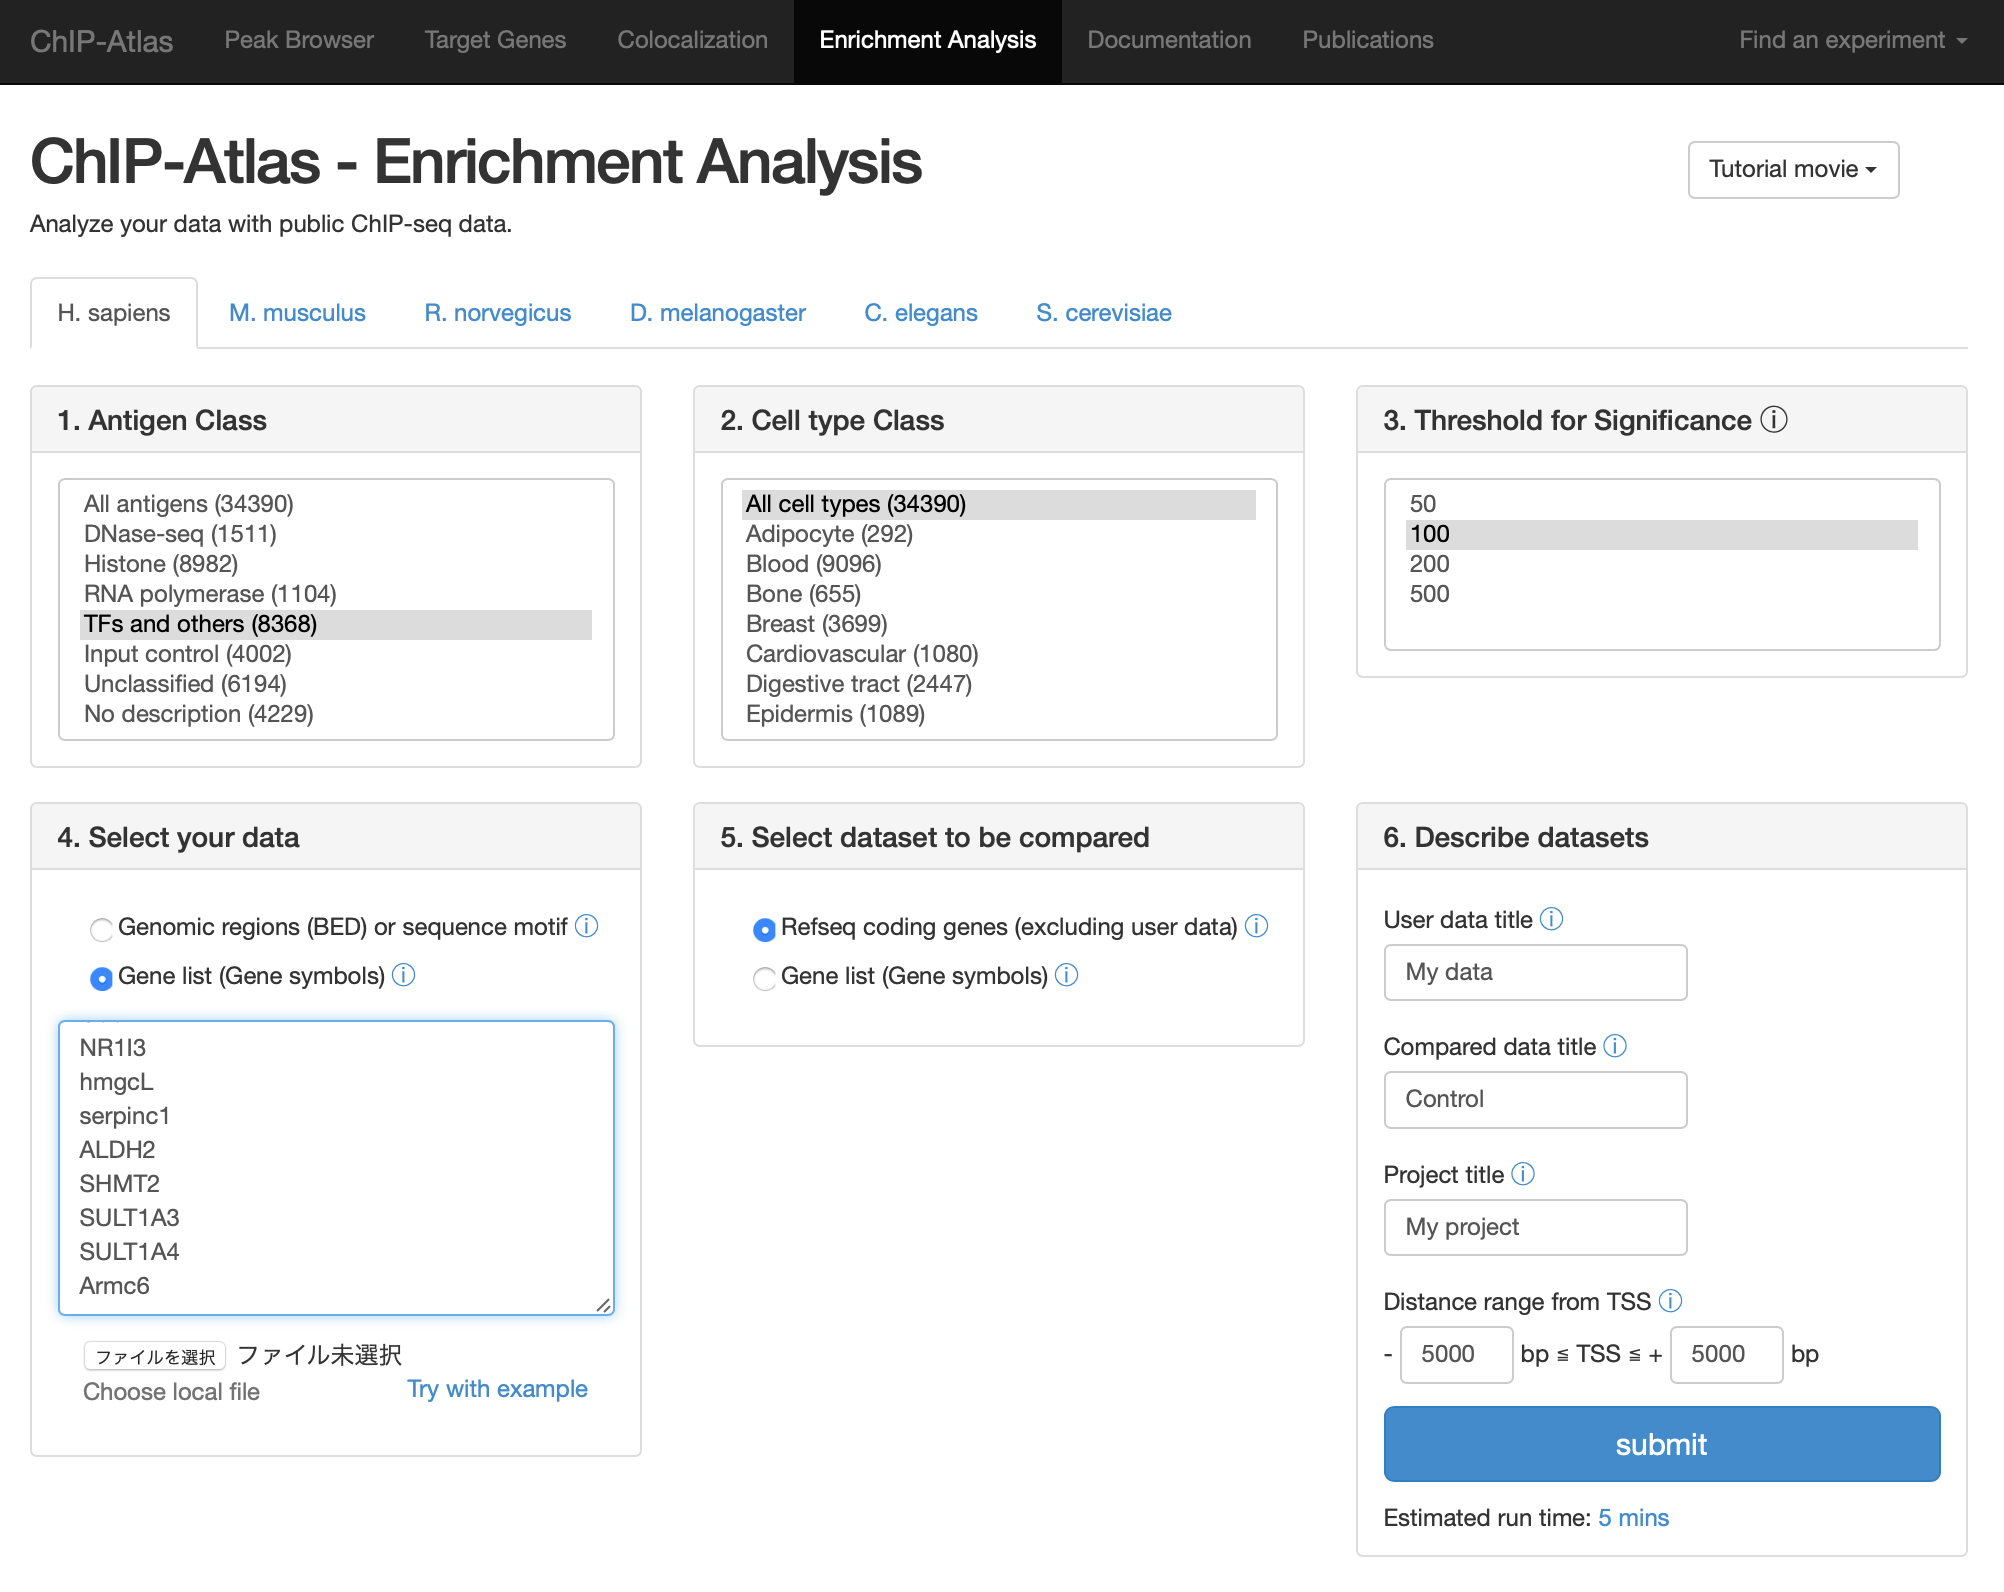 ChIP-Atlas Peak Browser Target Genes Colocalization Enrichment Analysis Documentation Publications Find an experiment
ChIP-Atlas - Enrichment Analysis
Tutorial movie
Analyze your data with public ChIP-seq data.
H. sapiens M. musculus R. norvegicus D. melanogaster C. elegans S. cerevisiae
1. Antigen Class
All antigens (34390)
DNase-seq (1511)
Histone (8982)
RNA polymerase (1104)
TFs and others (8368)
Input control (4002)
Unclassified (6194)
No description (4229)
2. Cell type Class
All cell types (34390)
Adipocyte (292)
Blood (9096)
Bone (655)
Breast (3699)
Cardiovascular (1080)
Digestive tract (2447)
Epidermis (1089)
3. Threshold for Significance ⓘ
50
100
200
500
4. Select your data
Genomic regions (BED) or sequence motif ⓘ
Gene list (Gene symbols) ⓘ
NR1I3
hmgcL
serpinc1
ALDH2
SHMT2
SULT1A3
SULT1A4
Armc6
ファイルを選択 ファイル未選択
Choose local file Try with example
5. Select dataset to be compared
Refseq coding genes (excluding user data) ⓘ
Gene list (Gene symbols) ⓘ
6. Describe datasets
User data title ⓘ
My data
Compared data title ⓘ
Control
Project title ⓘ
My project
Distance range from TSS ⓘ
- 5000 bp ≦ TSS ≦ + 5000 bp
submit
Estimated run time: 5 mins